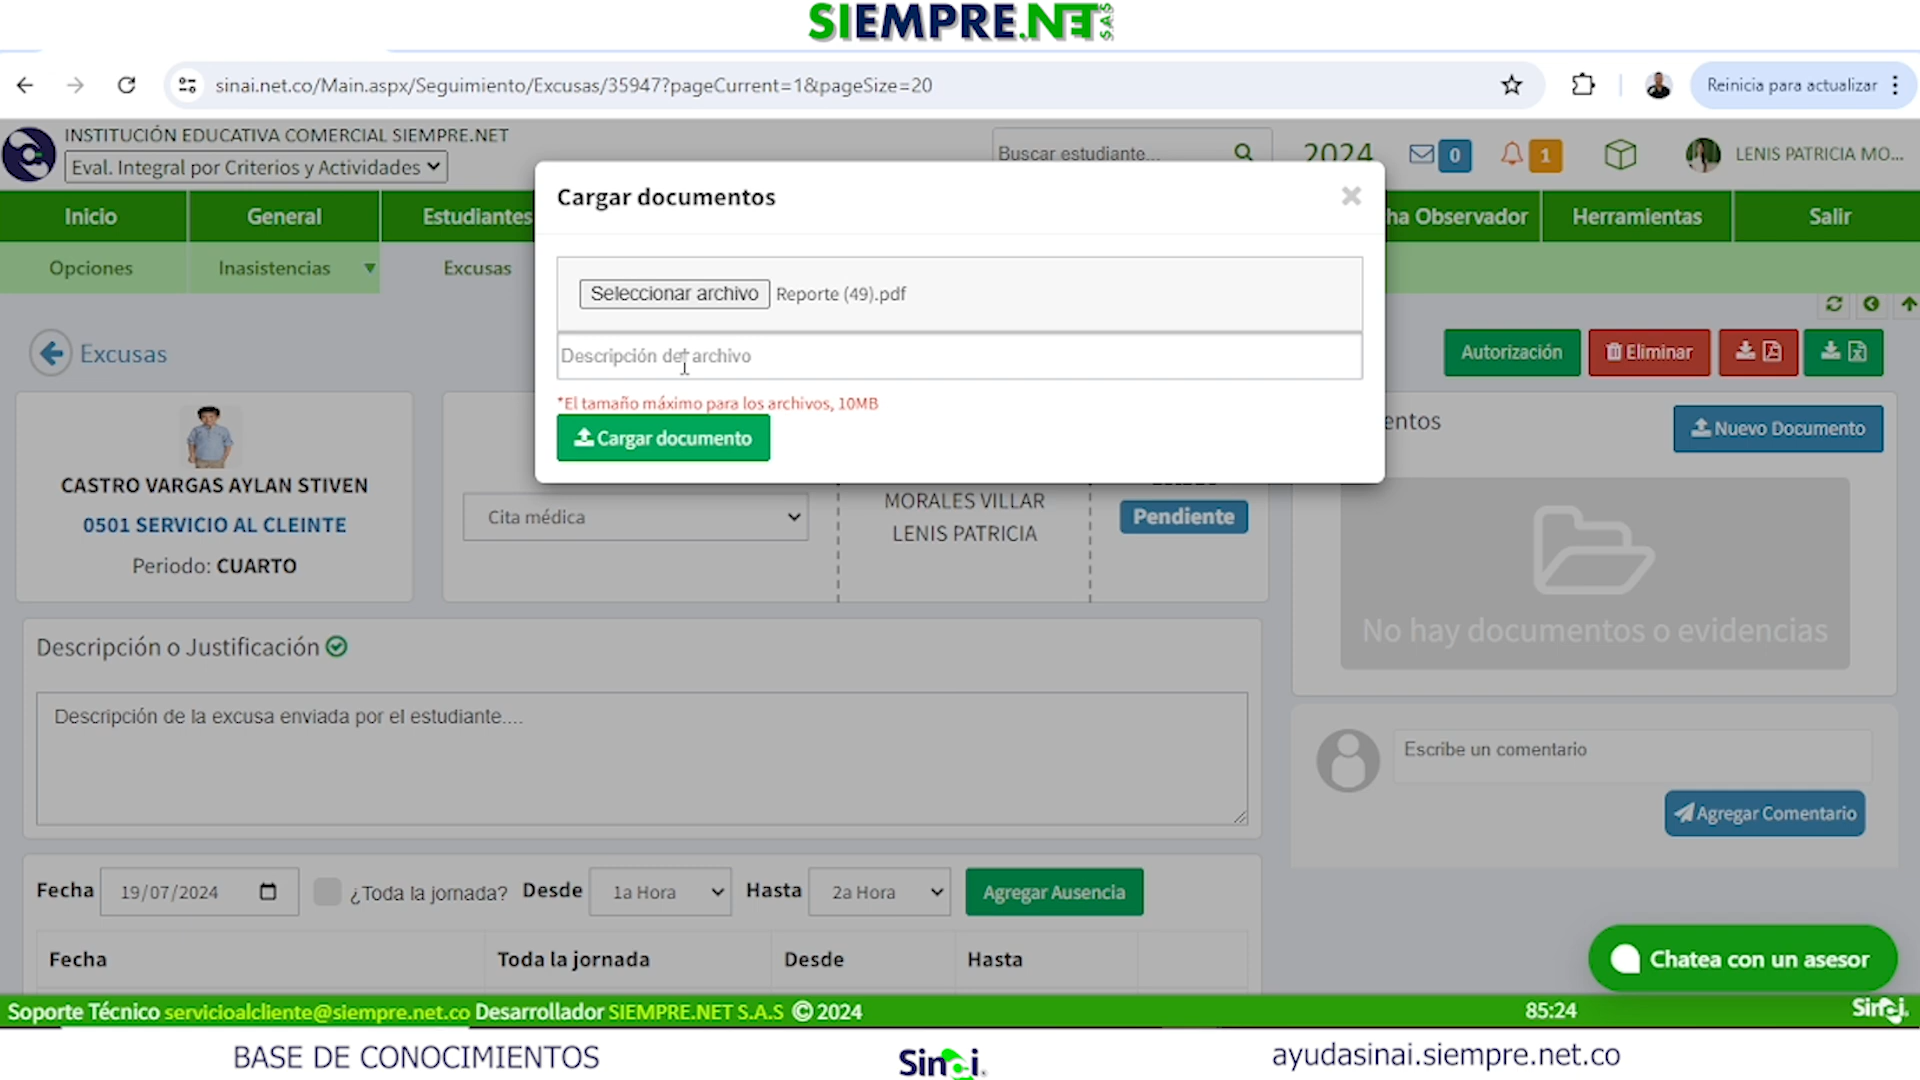 SIEMPRE.NET S.A.S
sinai.net.co/Main.aspx/Seguimiento/Excusas/35947?pageCurrent=1&pageSize=20
Reinicia para actualizar
INSTITUCIÓN EDUCATIVA COMERCIAL SIEMPRE.NET
Eval. Integral por Criterios y Actividades
Buscar estudiante...
2024
0
1
LENIS PATRICIA MO...
Inicio
General
Estudiantes
ha Observador
Herramientas
Salir
Opciones
Inasistencias
Excusas
Cargar documentos
Seleccionar archivo
Reporte (49).pdf
Descripción del archivo
*El tamaño máximo para los archivos, 10MB
Cargar documento
Excusas
Autorización
Eliminar
CASTRO VARGAS AYLAN STIVEN
0501 SERVICIO AL CLEINTE
Periodo: CUARTO
Cita médica
MORALES VILLAR
LENIS PATRICIA
Pendiente
entos
Nuevo Documento
No hay documentos o evidencias
Descripción o Justificación
Descripción de la excusa enviada por el estudiante....
Escribe un comentario
Agregar Comentario
Fecha
19/07/2024
¿Toda la jornada?
Desde
1a Hora
Hasta
2a Hora
Agregar Ausencia
Fecha
Toda la jornada
Desde
Hasta
Chatea con un asesor
Soporte Técnico servicioalcliente@siempre.net.co Desarrollador SIEMPRE.NET S.A.S © 2024
85:24
Sinai.
BASE DE CONOCIMIENTOS
Sinai.
ayudasinai.siempre.net.co